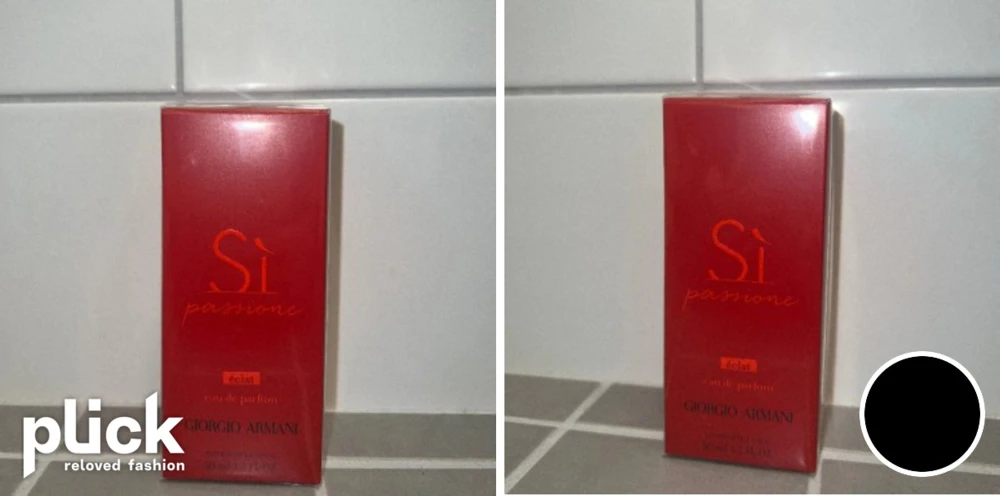 Sì
passione
éclat
eau de parfum
GIORGIO ARMANI
plick
reloved fashion
Sì
passione
éclat
eau de parfum
GIORGIO ARMANI